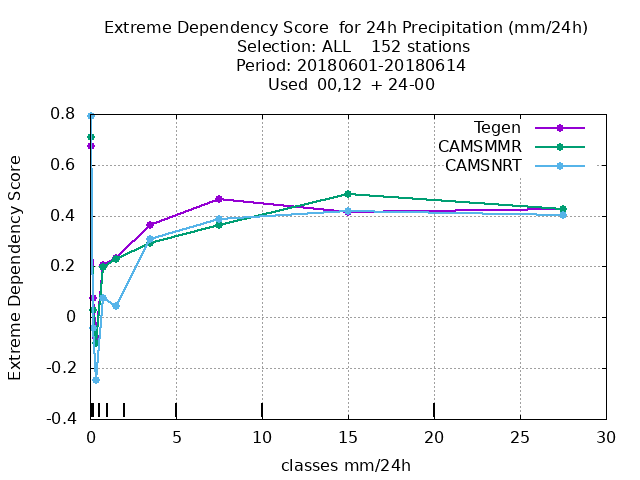 Extreme Dependency Score  for 24h Precipitation (mm/24h)
Selection: ALL    152 stations
Period: 20180601-20180614
Used  00,12  + 24-00
Extreme Dependency Score
0.8
0.6
0.4
0.2
0
-0.2
-0.4
Tegen
CAMSMMR
CAMSNRT
0 5 10 15 20 25 30
classes mm/24h